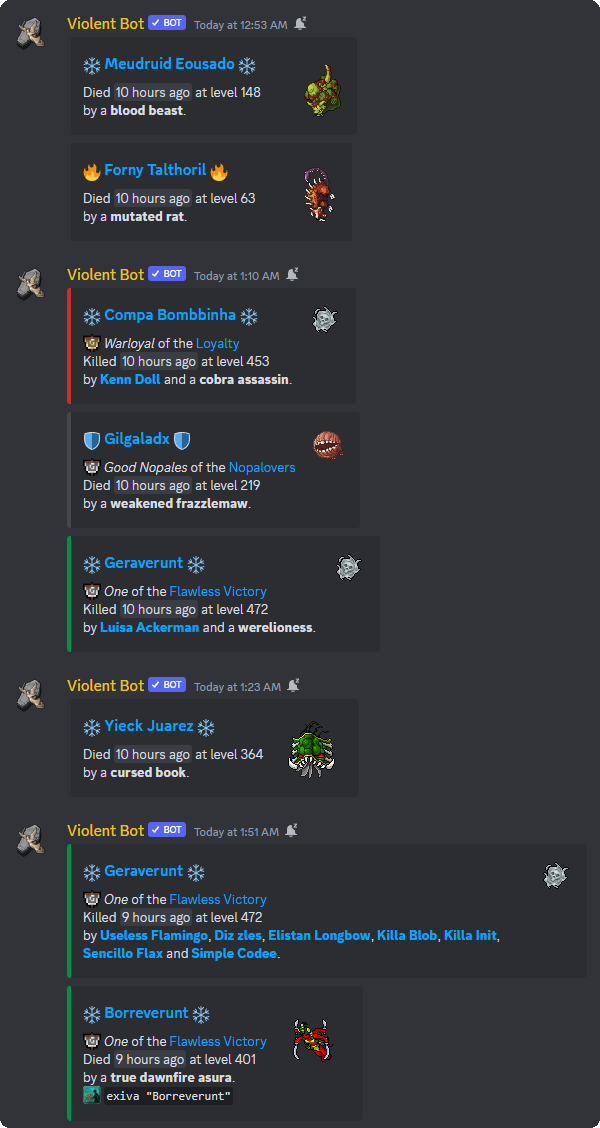 Violent Bot ✓ BOT Today at 12:53 AM
Meudruid Eousado
Died 10 hours ago at level 148
by a blood beast.
Forny Talthoril
Died 10 hours ago at level 63
by a mutated rat.
Violent Bot ✓ BOT Today at 1:10 AM
Compa Bombbinha
Warloyal of the Loyalty
Killed 10 hours ago at level 453
by Kenn Doll and a cobra assassin.
Gilgaladx
Good Nopales of the Nopalovers
Died 10 hours ago at level 219
by a weakened frazzlemaw.
Geraverunt
One of the Flawless Victory
Killed 10 hours ago at level 472
by Luisa Ackerman and a werelioness.
Violent Bot ✓ BOT Today at 1:23 AM
Yieck Juarez
Died 10 hours ago at level 364
by a cursed book.
Violent Bot ✓ BOT Today at 1:51 AM
Geraverunt
One of the Flawless Victory
Killed 9 hours ago at level 472
by Useless Flamingo, Diz zles, Elistan Longbow, Killa Blob, Killa Init,
Sencillo Flax and Simple Codee.
Borreverunt
One of the Flawless Victory
Died 9 hours ago at level 401
by a true dawnfire asura.
exiva "Borreverunt"